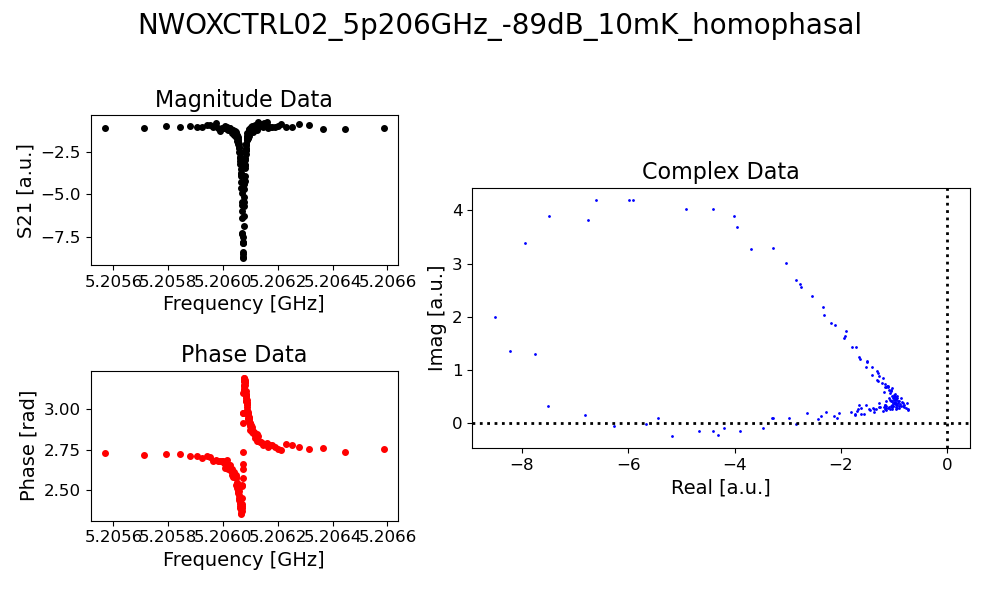 NWOXCTRL02_5p206GHz_-89dB_10mK_homophasal
Magnitude Data
S21 [a.u.]
−2.5
−5.0
−7.5
5.2056 5.2058 5.2060 5.2062 5.2064 5.2066
Frequency [GHz]
Phase Data
Phase [rad]
3.00
2.75
2.50
5.2056 5.2058 5.2060 5.2062 5.2064 5.2066
Frequency [GHz]
Complex Data
Imag [a.u.]
4
3
2
1
0
−8 −6 −4 −2 0
Real [a.u.]